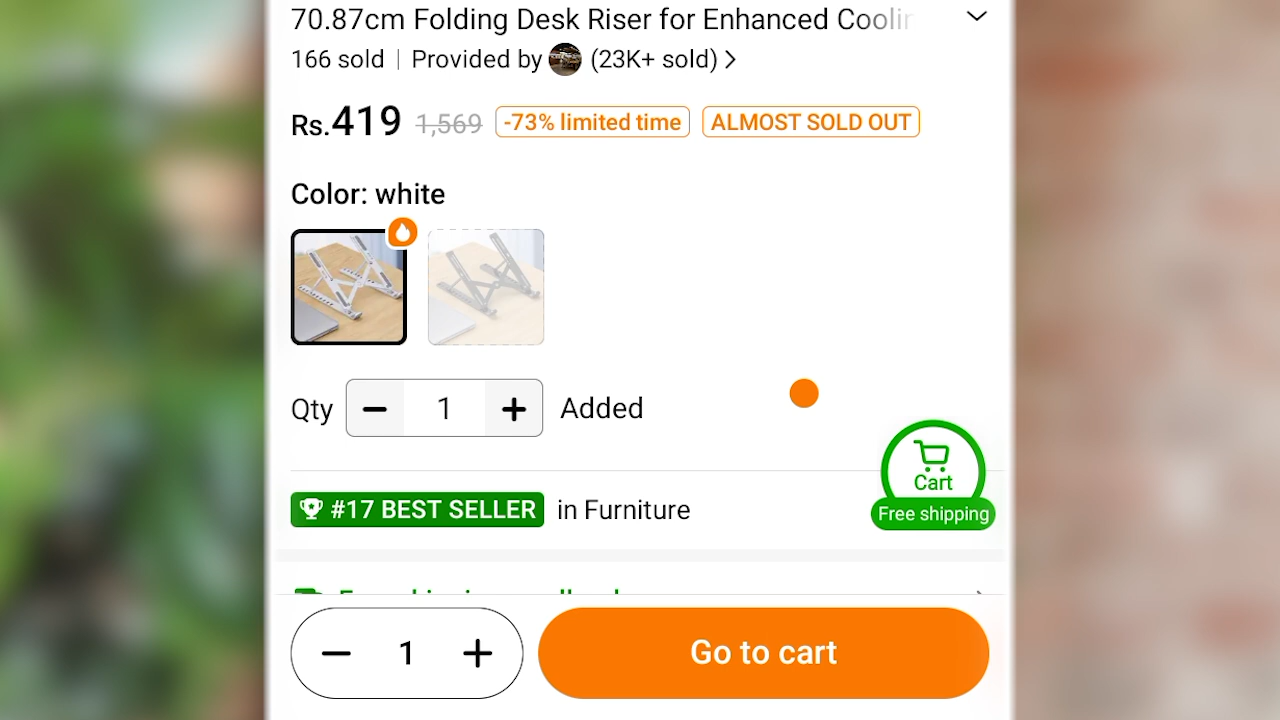 70.87cm Folding Desk Riser for Enhanced
166 sold | Provided by (23K+ sold) >
Rs.419 1,569 -73% limited time ALMOST SOLD OUT
Color: white
Qty − 1 + Added
Cart
#17 BEST SELLER in Furniture
Free shipping
− 1 + Go to cart